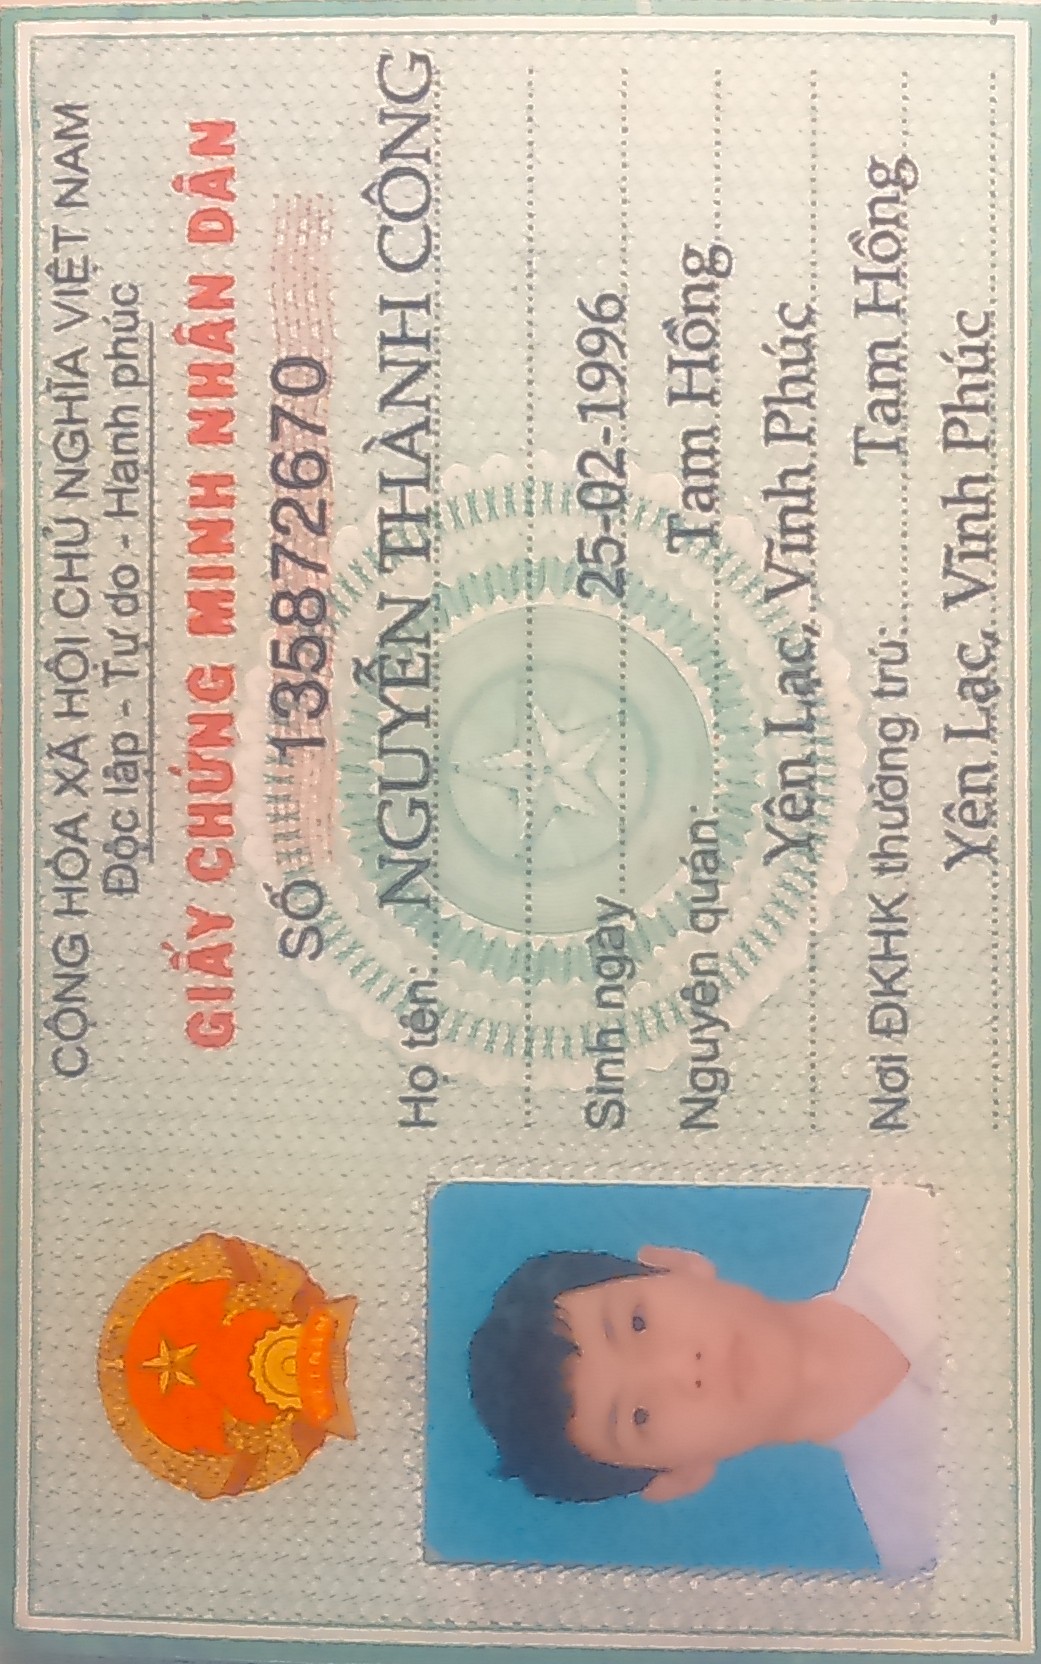 CỘNG HÒA XÃ HỘI CHỦ NGHĨA VIỆT NAM
Độc lập - Tự do - Hạnh phúc
GIẤY CHỨNG MINH NHÂN DÂN
SỐ 135872670
VIỆT NAM
Họ tên: NGUYỄN THÀNH CÔNG
Sinh ngày 25-02-1996
Nguyên quán: Tam Hồng
Yên Lạc, Vĩnh Phúc
Nơi ĐKHK thường trú: Tam Hồng
Yên Lạc, Vĩnh Phúc